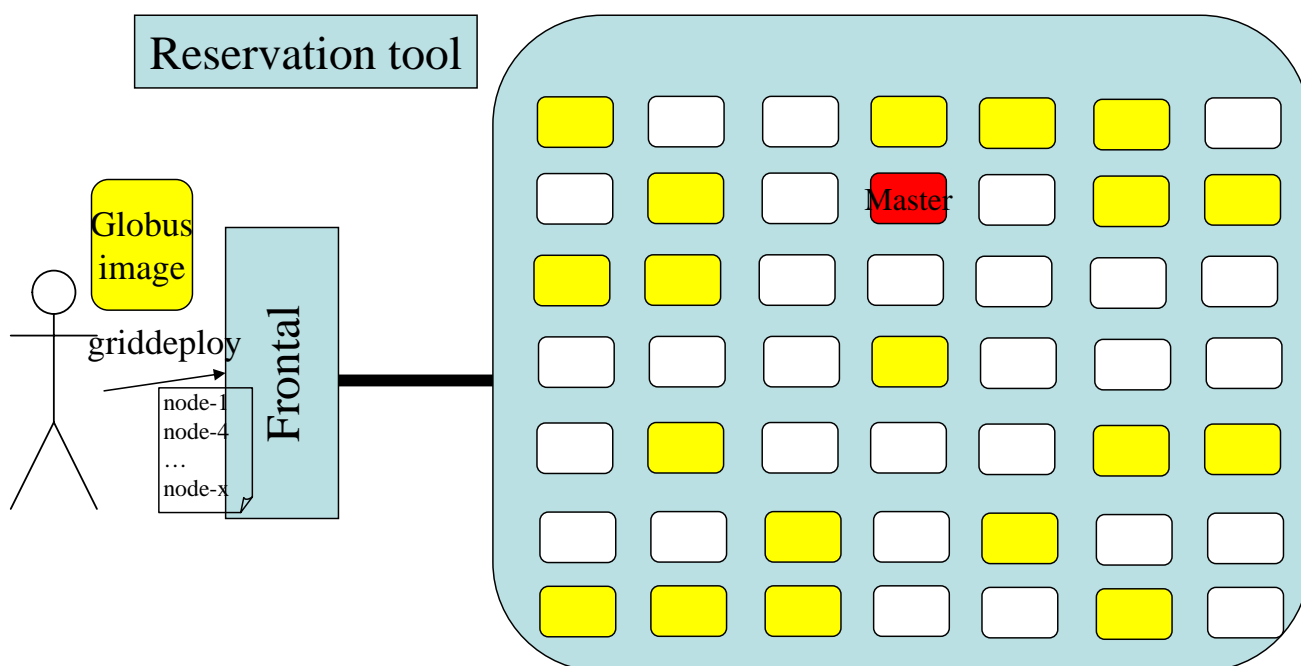 Reservation tool
Globus
image
griddeploy
node-1
node-4
…
node-x
Frontal
Master